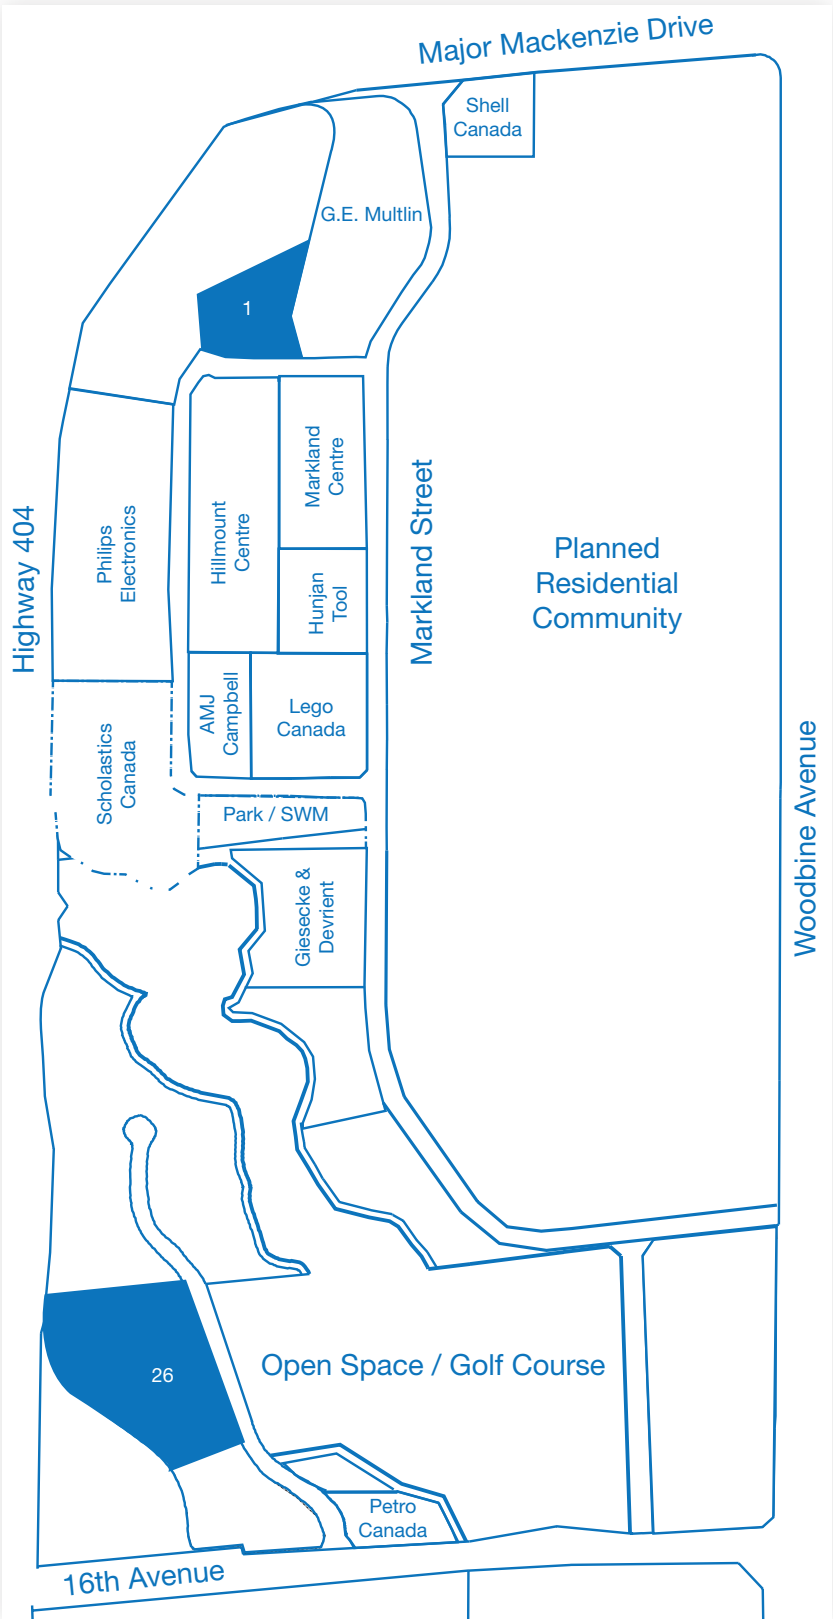 Major Mackenzie Drive
Shell
Canada
G.E. Multlin
1
Markland
Centre
Hillmount
Centre
Philips
Electronics
Highway 404
Markland Street
Planned
Residential
Community
Hunjan
Tool
AMJ
Campbell
Lego
Canada
Scholastics
Canada
Park / SWM
Woodbine Avenue
Giesecke &
Devrient
26
Open Space / Golf Course
Petro
Canada
16th Avenue